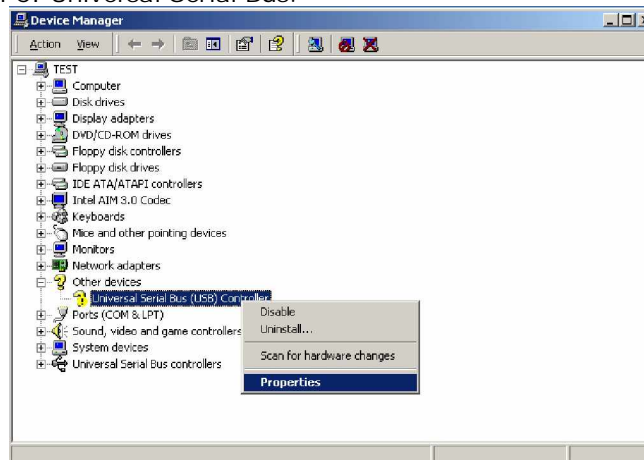 of Universal Serial Bus.
Device Manager
Action View
TEST
Computer
Disk drives
Display adapters
DVD/CD-ROM drives
Floppy disk controllers
Floppy disk drives
IDE ATA/ATAPI controllers
Intel AIM 3.0 Codec
Keyboards
Mice and other pointing devices
Monitors
Network adapters
Other devices
Universal Serial Bus (USB) Controller
Ports (COM & LPT)
Sound, video and game controllers
System devices
Universal Serial Bus controllers
Disable
Uninstall...
Scan for hardware changes
Properties